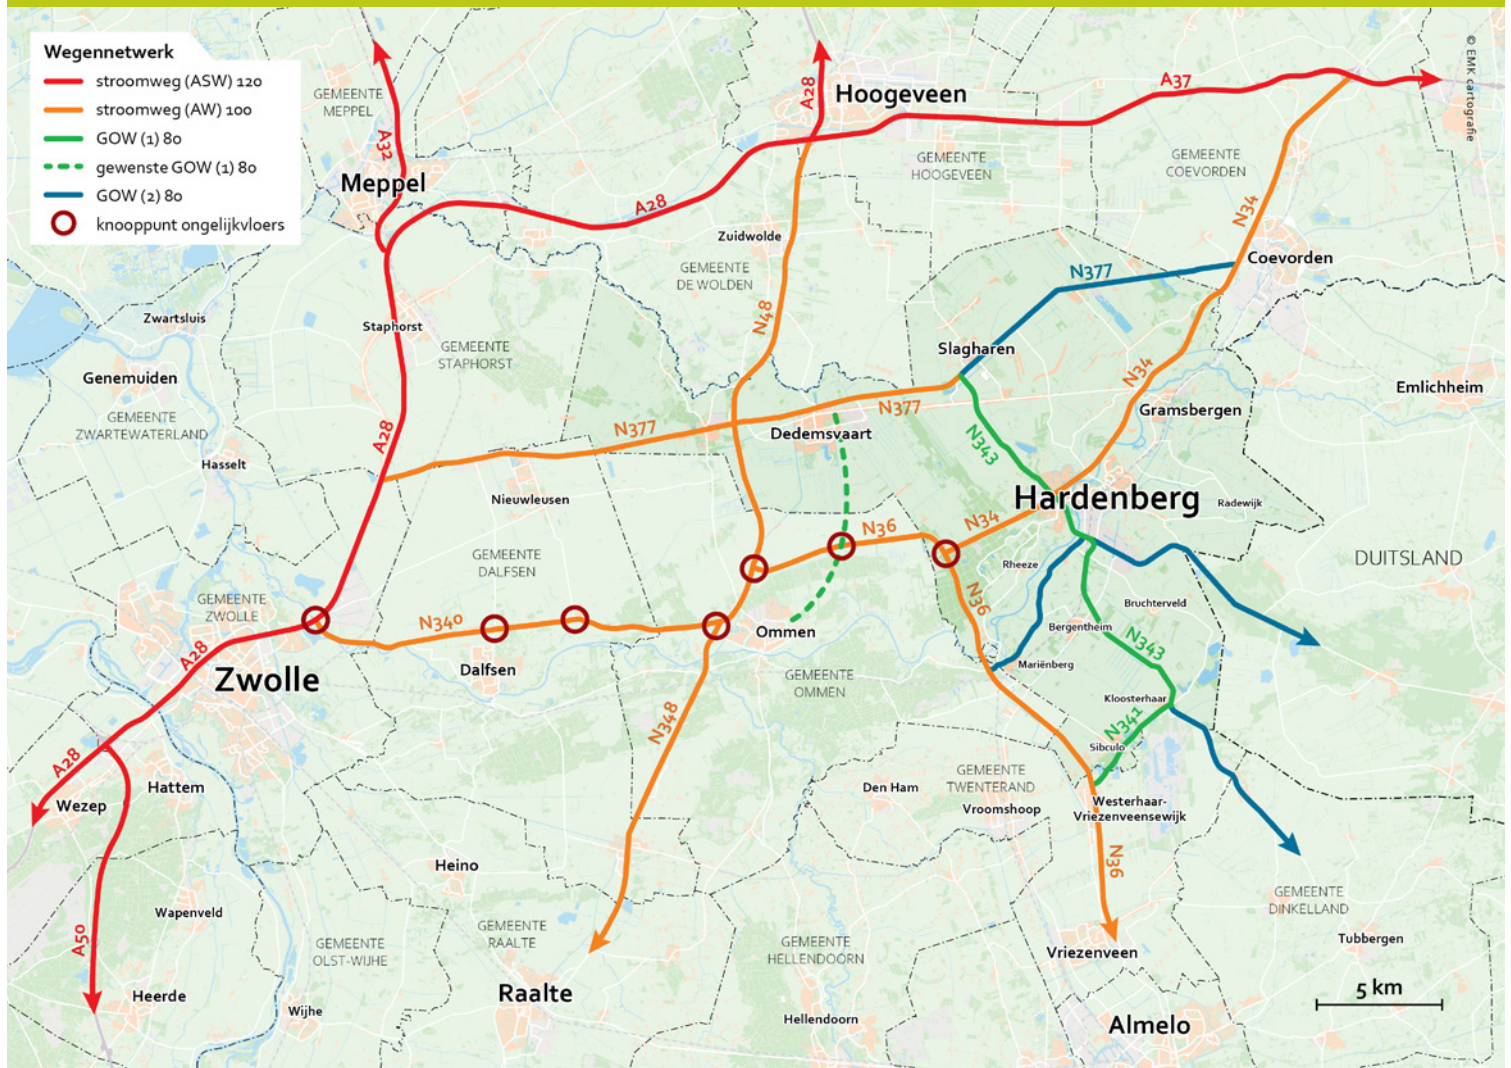 Wegennetwerk
stroomweg (ASW) 120
stroomweg (AW) 100
GOW (1) 80
gewenste GOW (1) 80
GOW (2) 80
knooppunt ongelijkvloers
© EMK cartografie
GEMEENTE
MEPPEL
A32
Meppel
A28
Hoogeveen
A37
GEMEENTE
HOOGEVEEN
GEMEENTE
COEVORDEN
A28
N34
Zuidwolde
GEMEENTE
DE WOLDEN
N377
Coevorden
Zwartsluis
Staphorst
N48
GEMEENTE
STAPHORST
Slagharen
Genemuiden
N34
Emlichheim
GEMEENTE
ZWARTEWATERLAND
N377
Gramsbergen
A28
N377
Dedemsvaart
N343
Hasselt
Nieuwleusen
Hardenberg
Radewijk
N36
N34
GEMEENTE
DALFSEN
Rheeze
DUITSLAND
GEMEENTE
ZWOLLE
N36
Bruchterveld
N340
Ommen
Bergentheim
N343
A28
Zwolle
Dalfsen
GEMEENTE
OMMEN
Mariënberg
Kloosterhaar
N348
N341
Sibculo
A28
Hattem
Wezep
Den Ham
GEMEENTE
TWENTERAND
Vroomshoop
Westerhaar-
Vriezenveensewijk
Heino
N36
Wapenveld
GEMEENTE
DINKELLAND
A50
GEMEENTE
OLST-WIJHE
GEMEENTE
RAALTE
GEMEENTE
HELLENDOORN
Vriezenveen
Tubbergen
Heerde
Wijhe
Raalte
Hellendoorn
Almelo
5 km